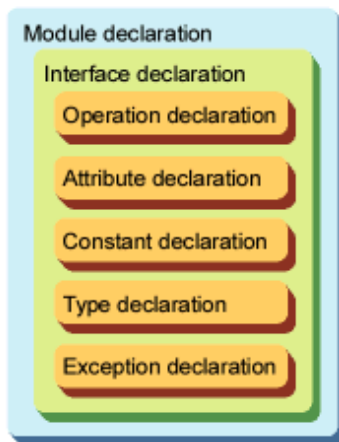 Module declaration
Interface declaration
Operation declaration
Attribute declaration
Constant declaration
Type declaration
Exception declaration